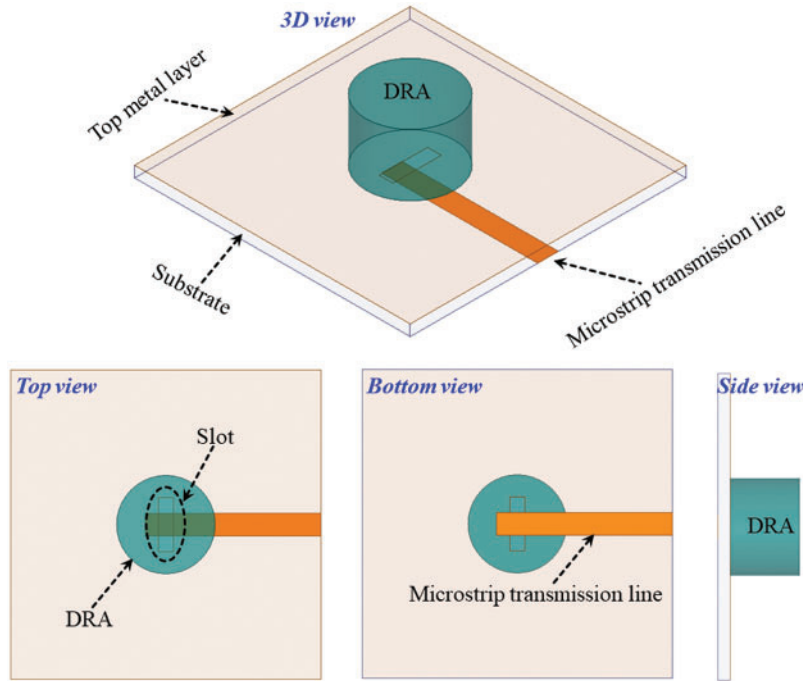 3D view
Top metal layer
DRA
Substrate
Microstrip transmission line
Top view
Slot
DRA
Bottom view
Microstrip transmission line
Side view
DRA